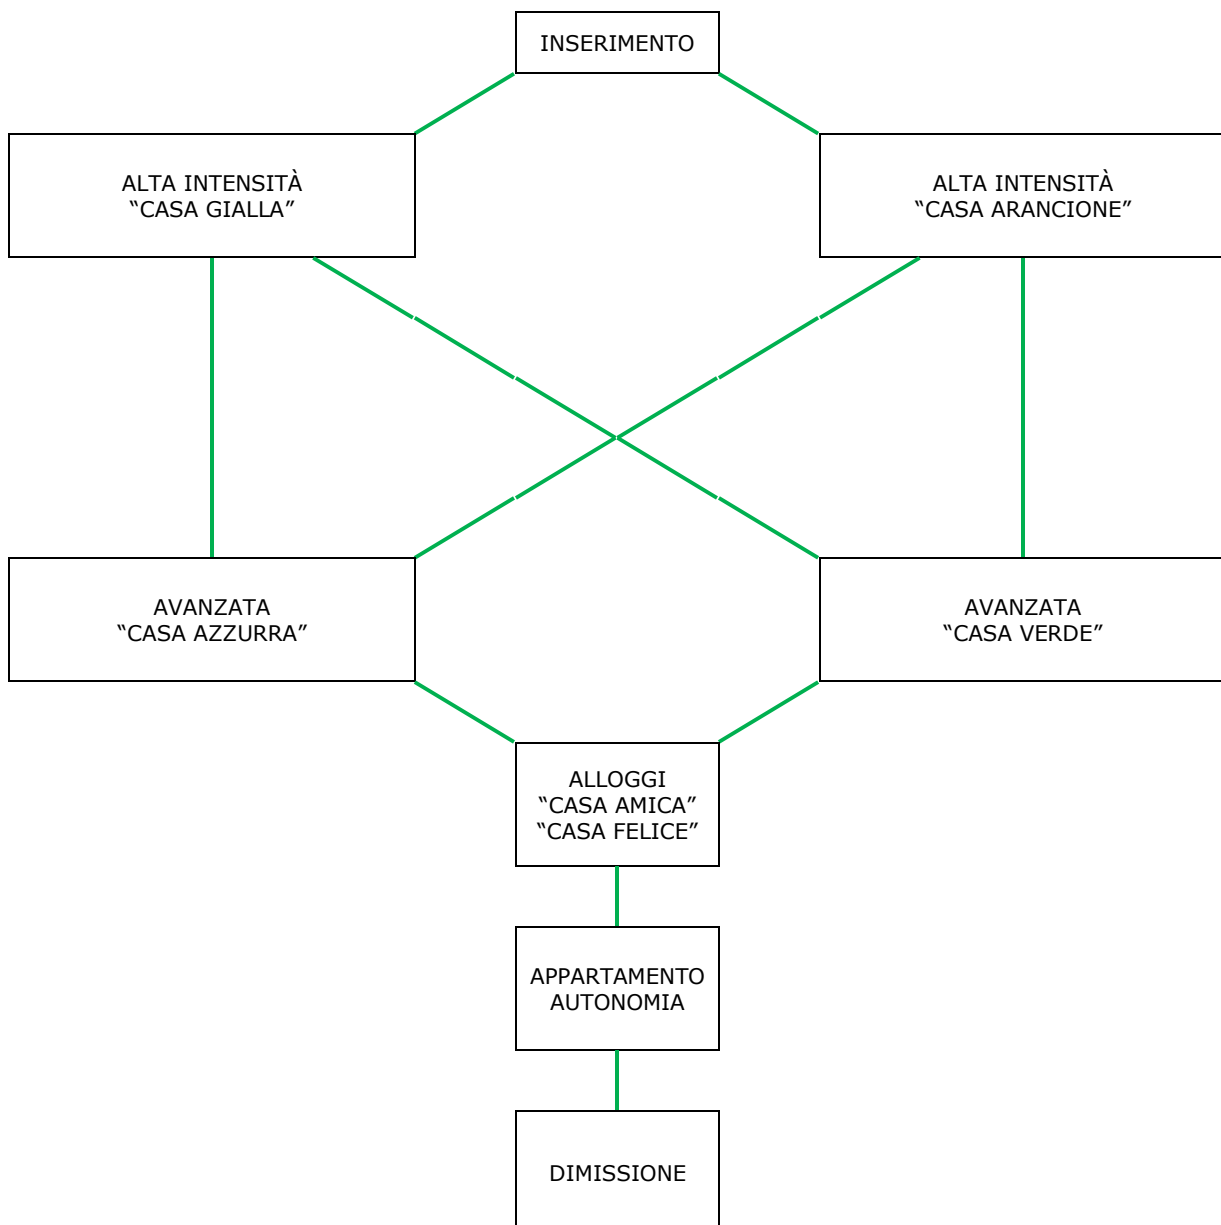 INSERIMENTO
ALTA INTENSITÀ
“CASA GIALLA”
ALTA INTENSITÀ
“CASA ARANCIONE”
AVANZATA
“CASA AZZURRA”
AVANZATA
“CASA VERDE”
ALLOGGI
“CASA AMICA”
“CASA FELICE”
APPARTAMENTO
AUTONOMIA
DIMISSIONE